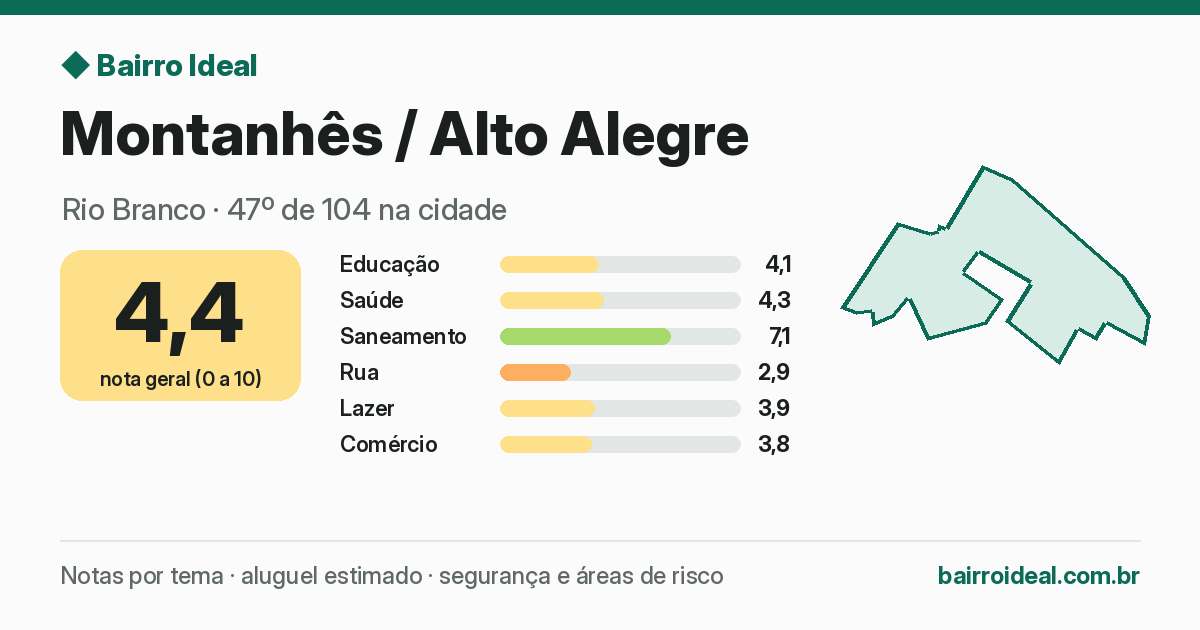 Bairro Ideal
Montanhês / Alto Alegre
Rio Branco · 47º de 104 na cidade
4,4
nota geral (0 a 10)
Educação 4,1
Saúde 4,3
Saneamento 7,1
Rua 2,9
Lazer 3,9
Comércio 3,8
Notas por tema · aluguel estimado · segurança e áreas de risco
bairroideal.com.br